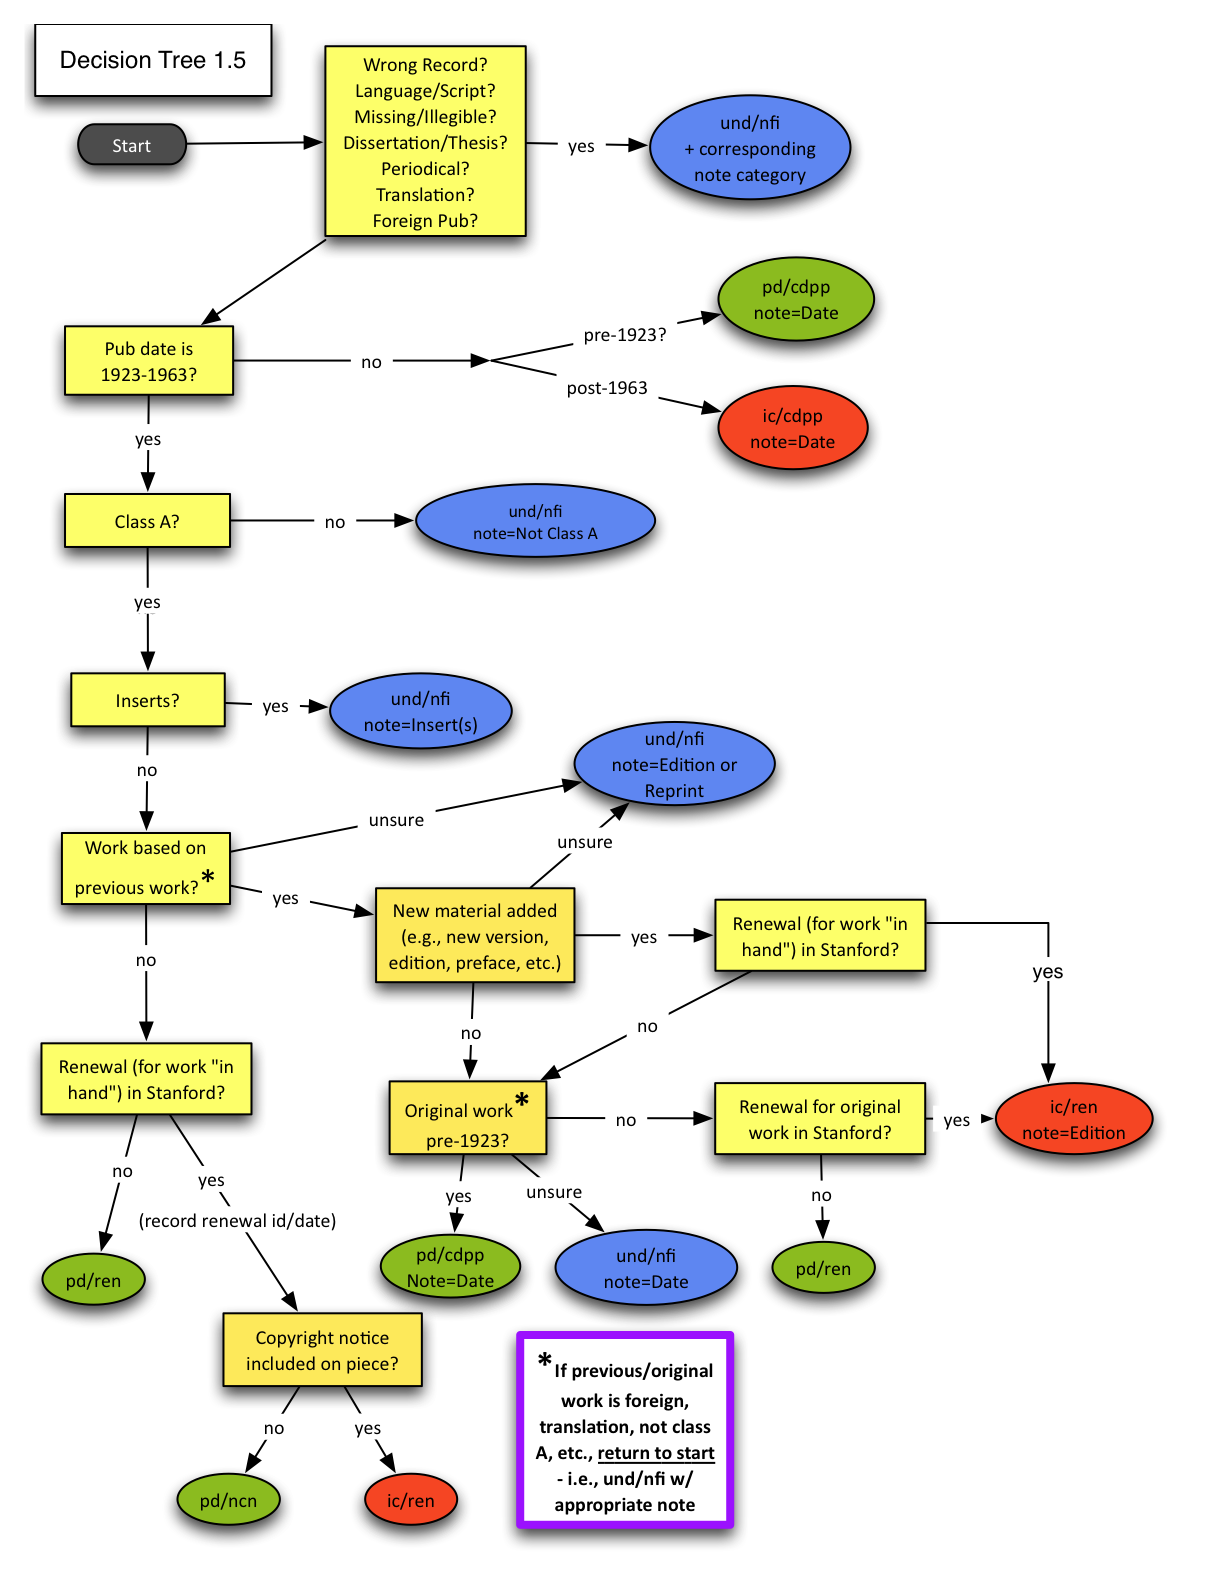 Decision Tree 1.5
Start
Wrong Record?
Language/Script?
Missing/Illegible?
Dissertation/Thesis?
Periodical?
Translation?
Foreign Pub?
yes
und/nfi
+ corresponding
note category
Pub date is
1923-1963?
no
pre-1923?
pd/cdpp
note=Date
post-1963
ic/cdpp
note=Date
yes
Class A?
no
und/nfi
note=Not Class A
yes
Inserts?
yes
und/nfi
note=Insert(s)
no
Work based on
previous work?*
unsure
und/nfi
note=Edition or
Reprint
yes
New material added
(e.g., new version,
edition, preface, etc.)
unsure
yes
Renewal (for work "in
hand") in Stanford?
yes
no
no
no
Renewal (for work "in
hand") in Stanford?
Original work*
pre-1923?
no
Renewal for original
work in Stanford?
yes
ic/ren
note=Edition
no
yes
(record renewal id/date)
yes
unsure
no
pd/ren
pd/cdpp
Note=Date
und/nfi
note=Date
pd/ren
Copyright notice
included on piece?
no
yes
pd/ncn
ic/ren
*If previous/original
work is foreign,
translation, not class
A, etc., return to start
- i.e., und/nfi w/
appropriate note